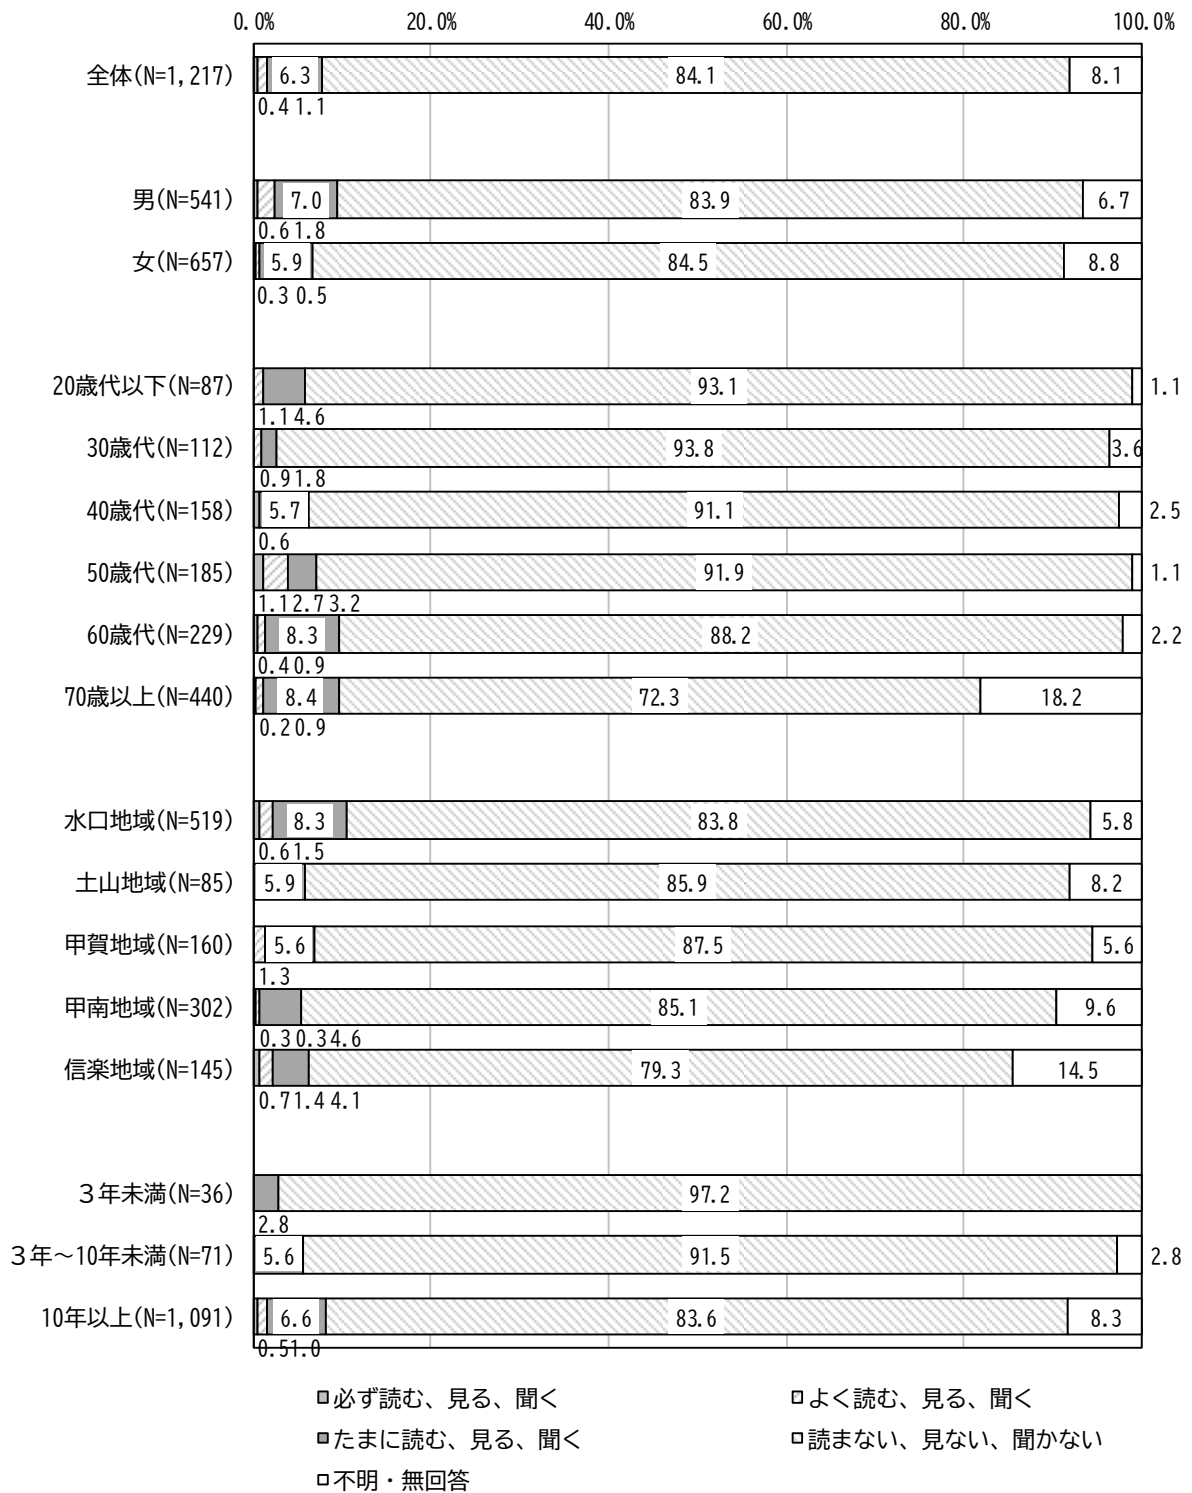 0.0% 20.0% 40.0% 60.0% 80.0% 100.0%
全体(N=1,217) 6.3 84.1 8.1
0.4 1.1
男(N=541) 7.0 83.9 6.7
0.6 1.8
女(N=657) 5.9 84.5 8.8
0.3 0.5
20歳代以下(N=87) 93.1 1.1
1.1 4.6
30歳代(N=112) 93.8 3.6
0.9 1.8
40歳代(N=158) 5.7 91.1 2.5
0.6
50歳代(N=185) 91.9 1.1
1.1 2.7 3.2
60歳代(N=229) 8.3 88.2 2.2
0.4 0.9
70歳以上(N=440) 8.4 72.3 18.2
0.2 0.9
水口地域(N=519) 8.3 83.8 5.8
0.6 1.5
土山地域(N=85) 5.9 85.9 8.2
甲賀地域(N=160) 5.6 87.5 5.6
1.3
甲南地域(N=302) 85.1 9.6
0.3 0.3 4.6
信楽地域(N=145) 79.3 14.5
0.7 1.4 4.1
３年未満(N=36) 97.2
2.8
３年～10年未満(N=71) 5.6 91.5 2.8
10年以上(N=1,091) 6.6 83.6 8.3
0.5 1.0
必ず読む、見る、聞く よく読む、見る、聞く
たまに読む、見る、聞く 読まない、見ない、聞かない
不明・無回答